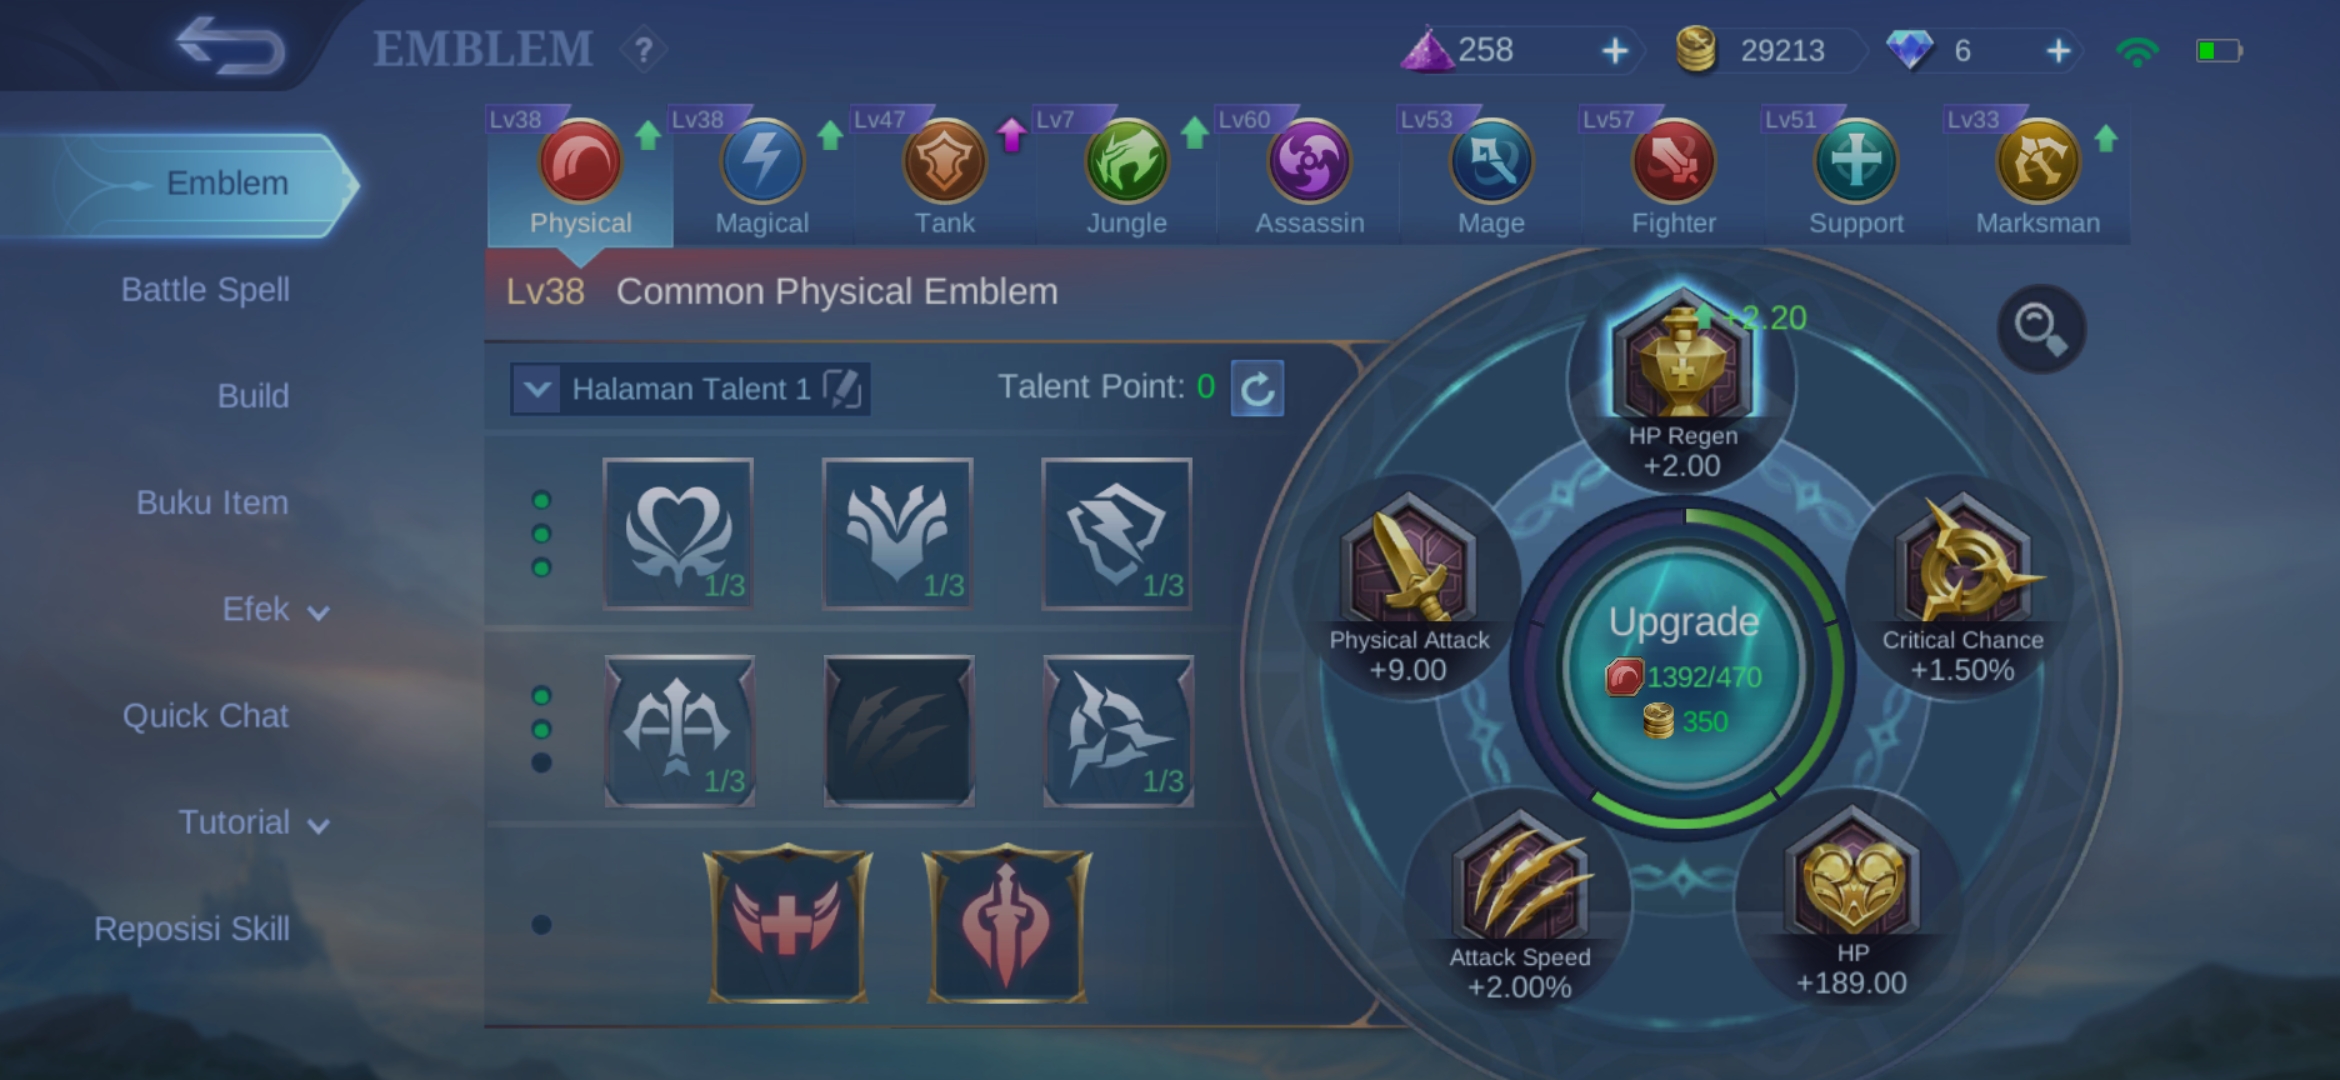 EMBLEM ?
258
29213
6
Lv38
Lv38
Lv47
Lv7
Lv60
Lv53
Lv57
Lv51
Lv33
Physical
Magical
Tank
Jungle
Assassin
Mage
Fighter
Support
Marksman
Emblem
Battle Spell
Build
Buku Item
Efek
Quick Chat
Tutorial
Reposisi Skill
Lv38 Common Physical Emblem
Halaman Talent 1
Talent Point: 0
1/3
1/3
1/3
1/3
1/3
+2.20
HP Regen
+2.00
Physical Attack
+9.00
Critical Chance
+1.50%
Upgrade
1392/470
350
Attack Speed
+2.00%
HP
+189.00